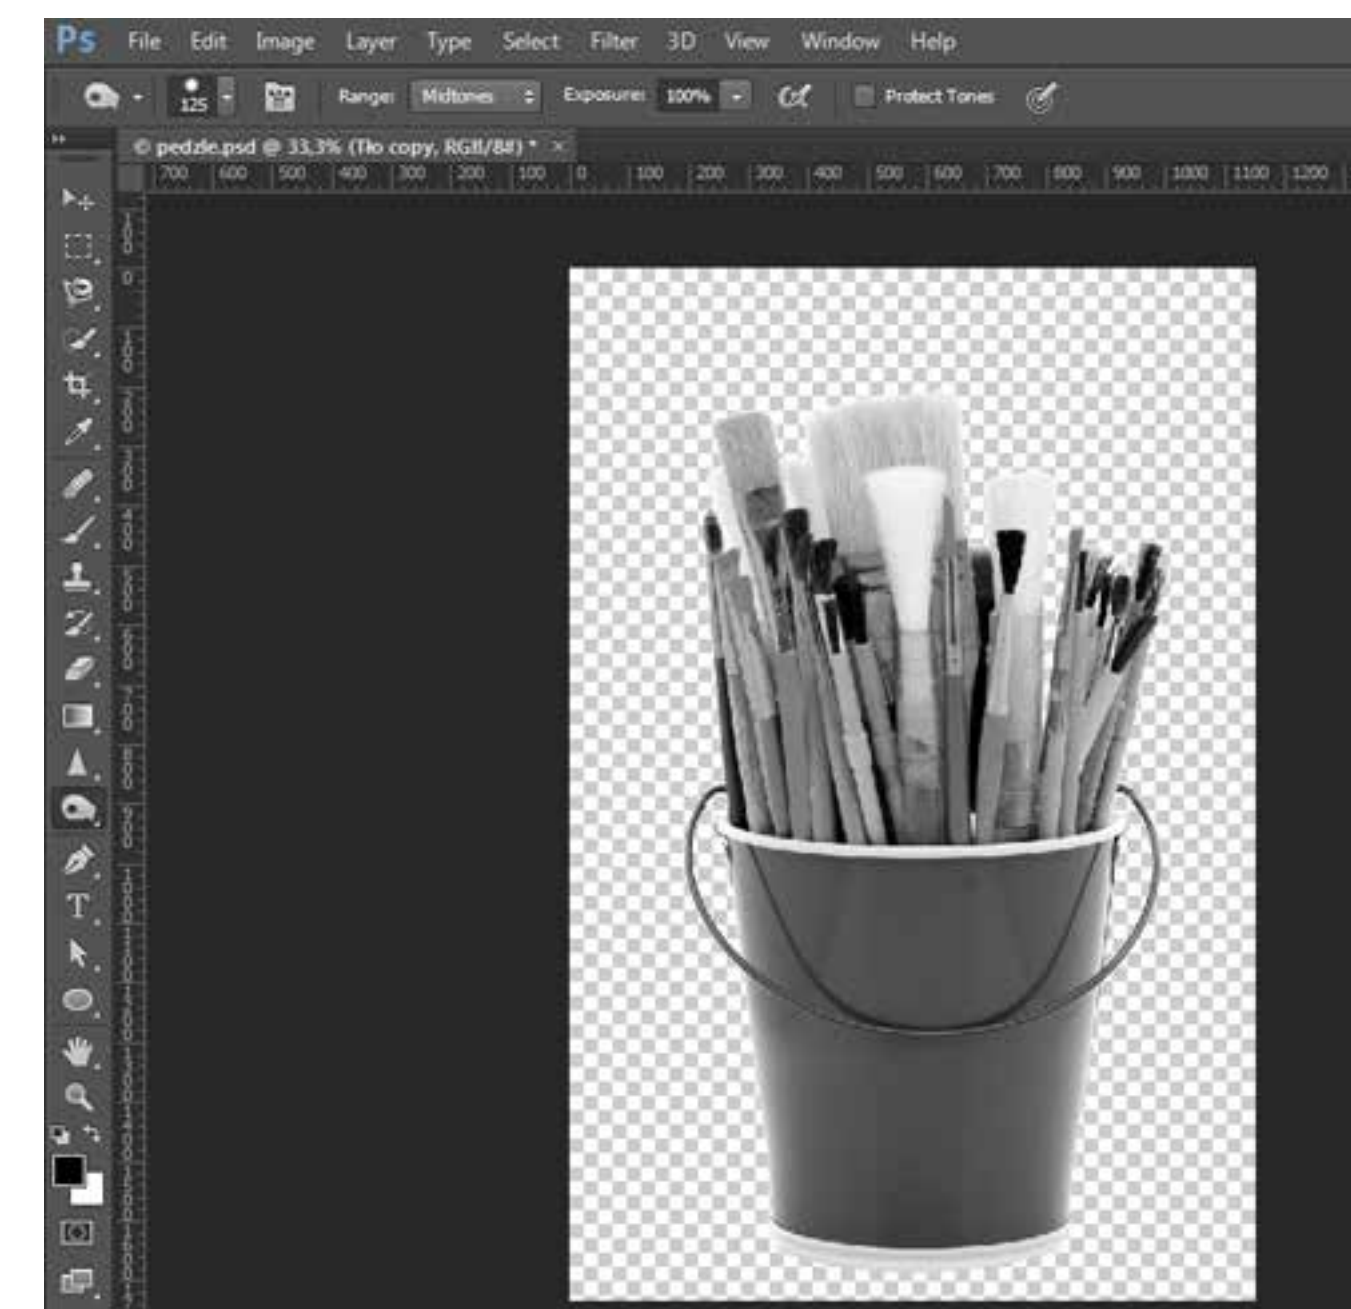 Ps File Edit Image Layer Type Select Filter 3D View Window Help
125 Range: Midtones Exposure: 100% Protect Tones
© pedzle.psd @ 33,3% (Tło copy, RGB/8#) * ×
700 600 500 400 300 200 100 0 100 200 300 400 500 600 700 800 900 1000 1100 1200
T